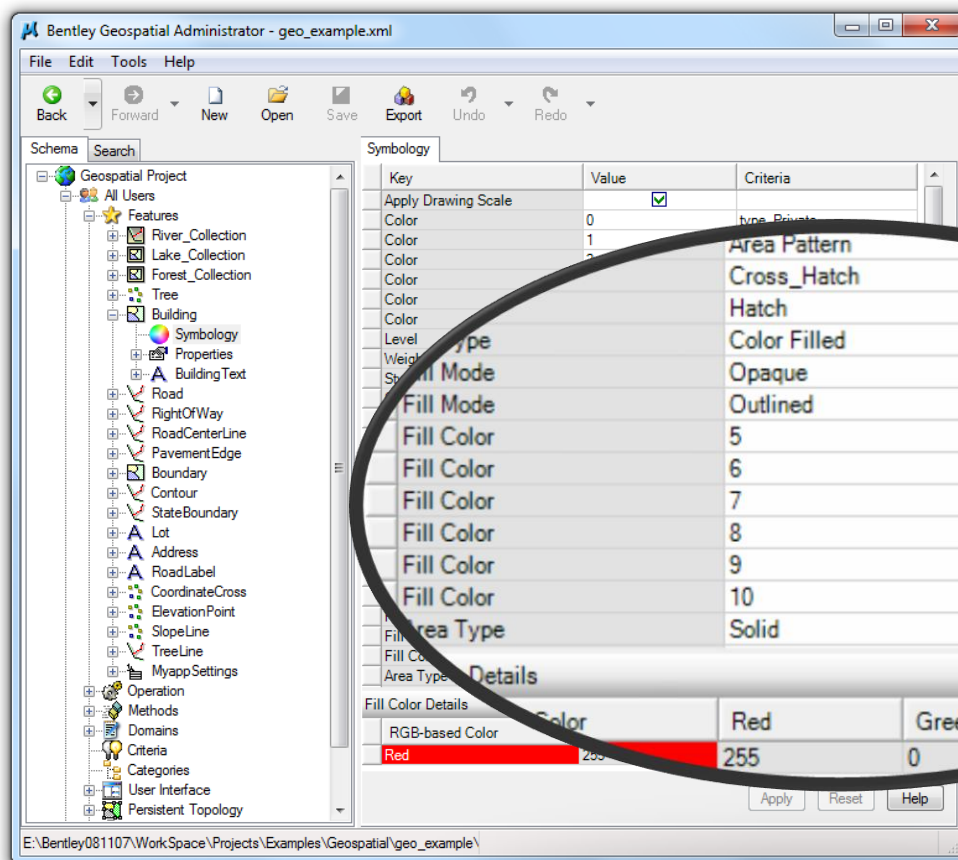 Bentley Geospatial Administrator - geo_example.xml
File Edit Tools Help
Back Forward New Open Save Export Undo Redo
Schema Search
Geospatial Project
All Users
Features
River_Collection
Lake_Collection
Forest_Collection
Tree
Building
Symbology
Properties
BuildingText
Road
RightOfWay
RoadCenterLine
PavementEdge
Boundary
Contour
StateBoundary
Lot
Address
RoadLabel
CoordinateCross
ElevationPoint
SlopeLine
TreeLine
MyappSettings
Operation
Methods
Domains
Criteria
Categories
User Interface
Persistent Topology
Symbology
Key Value Criteria
Apply Drawing Scale
Color 0
Color 1
Color
Color
Color
Color
Level
Area Pattern
Cross_Hatch
Hatch
Color Filled
Fill Mode Opaque
Fill Mode Outlined
Fill Color 5
Fill Color 6
Fill Color 7
Fill Color 8
Fill Color 9
Fill Color 10
Area Type Solid
Details
Red
255 0
Area Type
Fill Color Details
RGB-based Color
Red
Apply Reset Help
E:\Bentley081107\WorkSpace\Projects\Examples\Geospatial\geo_example\